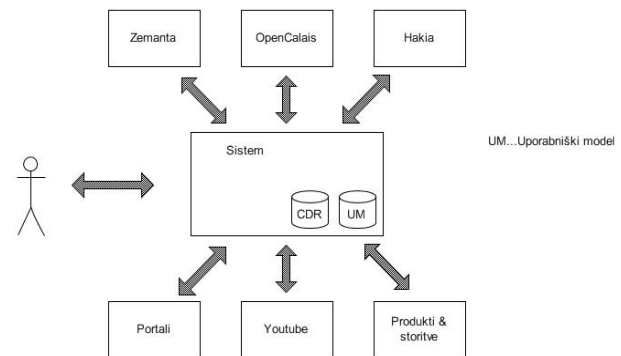 Zemanta
OpenCalais
Hakia
Sistem
UM...Uporabniški model
CDR
UM
Portali
Youtube
Produkti &
storitve